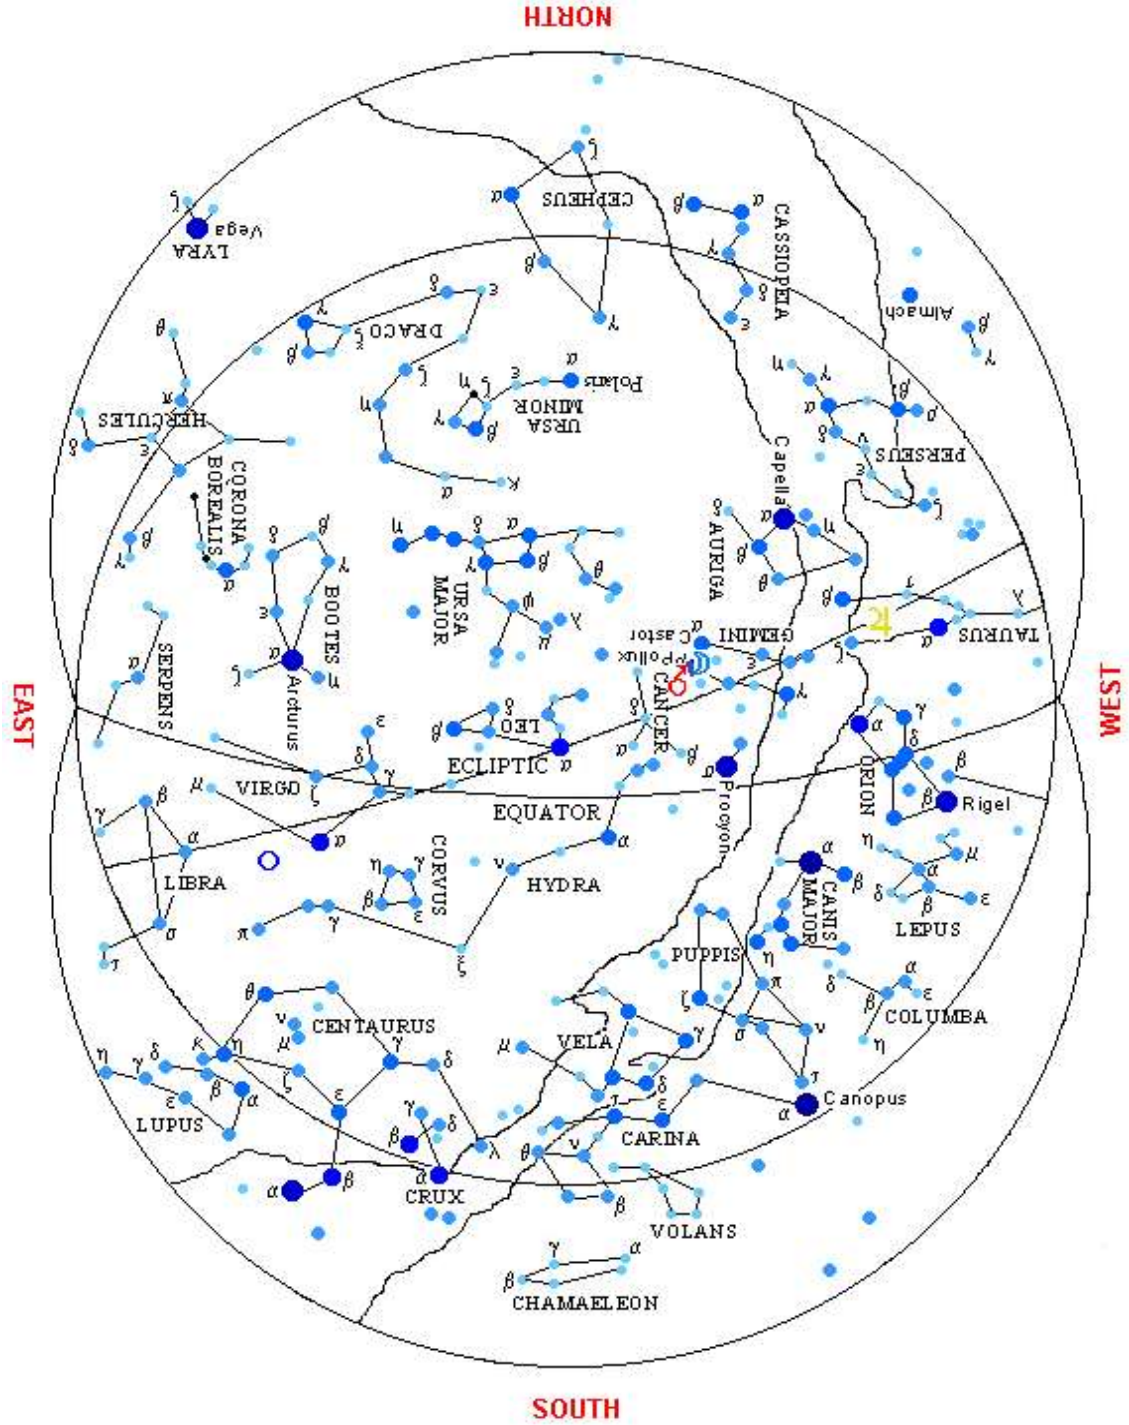 NORTH
ζ
α
CEPHEUS
β
α
CASSIOPEIA
ζ
Vega
LYRA
β
γ
γ
δ
ε
δ
ε
Almach
β
γ
θ
γ
DRACO
ξ
β
ζ
η
α
Polaris
ε
ζ
η
URSA
MINOR
γ
β
η
γ
α
β
ρ
δ
ν
PERSEUS
ε
ξ
π
HERCULES
δ
ε
β
γ
CORONA
BOREALIS
α
α
κ
Capella
α
η
β
θ
δ
AURIGA
η
δ
α
β
θ
URSA
MAJOR
ψ
λ
μ
δ
β
γ
BOOTES
ε
α
η
ζ
Arcturus
SERPENS
α
β
τ
λ
TAURUS
α
ζ
α
Castor
GEMINI
Pollux
ε
γ
♃
♂
EAST
WEST
CANCER
δ
α
β
δ
LEO
β
α
ECLIPTIC
ε
δ
γ
VIRGO
ζ
μ
α
EQUATOR
α
Procyon
α
γ
δ
ORION
β
β
Rigel
γ
β
α
LIBRA
σ
τ
η
γ
CORVUS
β
ε
α
ν
HYDRA
π
γ
ξ
α
β
CANIS
MAJOR
η
η
μ
α
δ
β
ε
LEPUS
PUPPIS
ζ
π
σ
ν
τ
α
δ
β
ε
COLUMBA
η
θ
ν
CENTAURUS
μ
κ
η
ζ
γ
δ
ε
λ
η
γ
δ
β
ε
α
LUPUS
μ
VELA
γ
δ
Canopus
α
ε
CARINA
θ
ν
β
γ
δ
β
α
CRUX
α
β
VOLANS
γ
α
β
CHAMAELEON
SOUTH